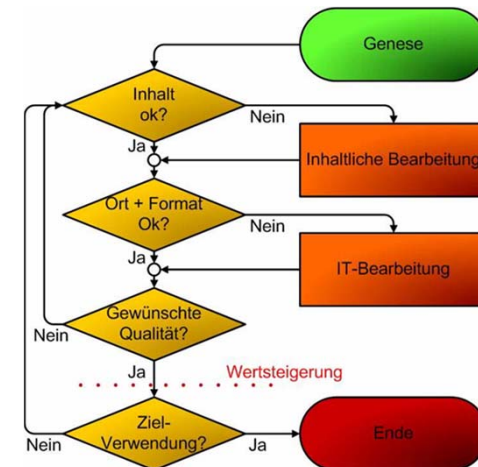 Genese
Inhalt
ok?
Nein
Ja
Inhaltliche Bearbeitung
Ort + Format
Ok?
Nein
Ja
IT-Bearbeitung
Gewünschte
Qualität?
Nein
Ja
Wertsteigerung
Ziel-
Verwendung?
Nein
Ja
Ende